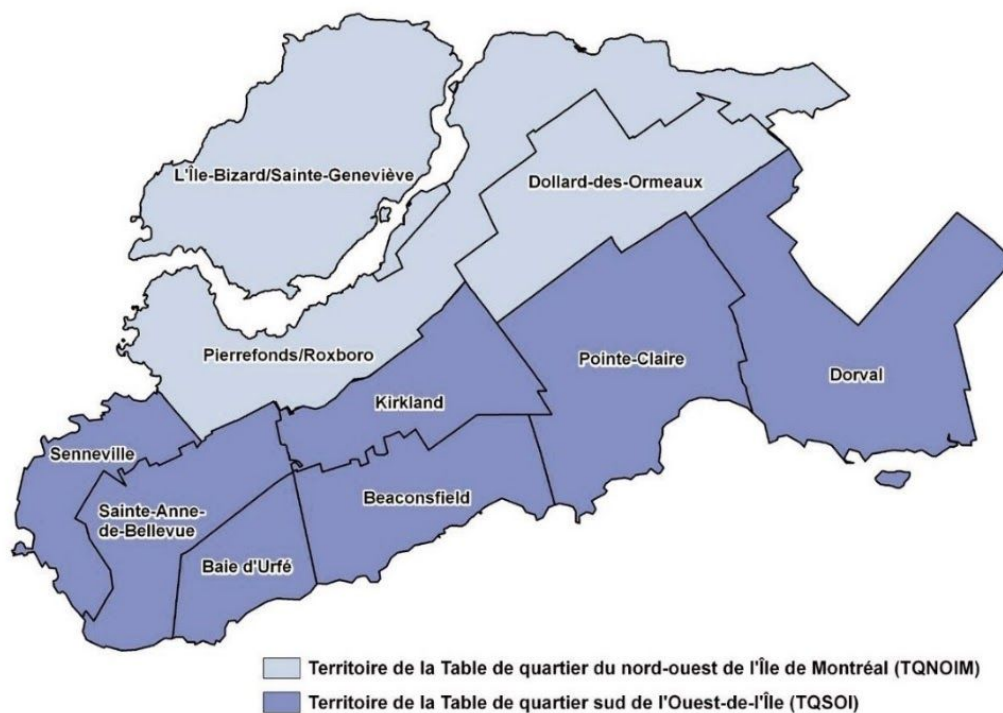 L'Île-Bizard/Sainte-Geneviève
Dollard-des-Ormeaux
Pierrefonds/Roxboro
Pointe-Claire
Dorval
Kirkland
Senneville
Beaconsfield
Sainte-Anne-
de-Bellevue
Baie d'Urfé
Territoire de la Table de quartier du nord-ouest de l'Île de Montréal (TQNOIM)
Territoire de la Table de quartier sud de l'Ouest-de-l'Île (TQSOI)